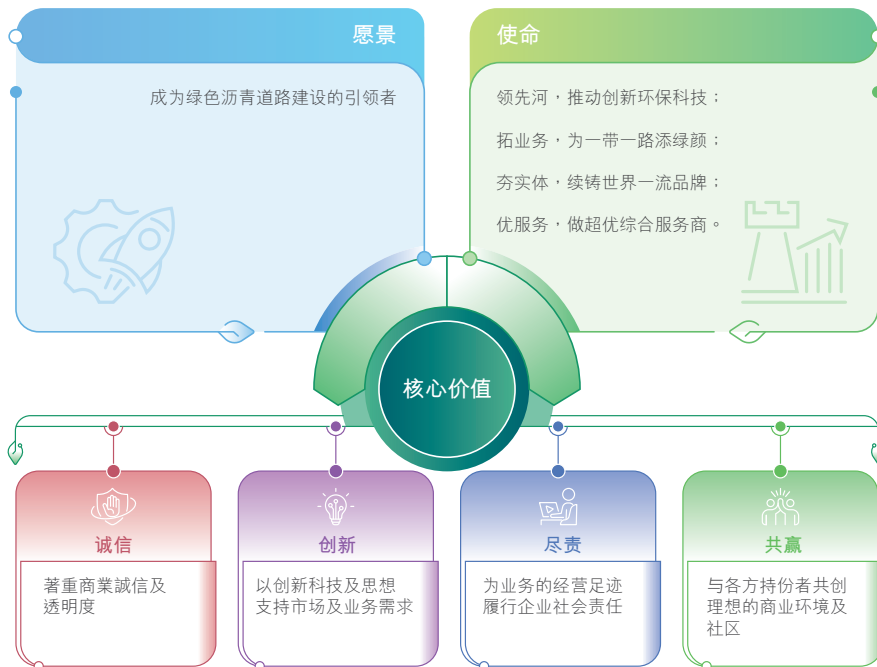 愿景
成为绿色沥青道路建设的引领者
使命
领先河，推动创新环保科技；
拓业务，为一带一路添绿颜；
夯实体，续铸世界一流品牌；
优服务，做超优综合服务商。
核心价值
诚信
著重商業誠信及
透明度
创新
以创新科技及思想
支持市场及业务需求
尽责
为业务的经营足迹
履行企业社会责任
共赢
与各方持份者共创
理想的商业环境及
社区